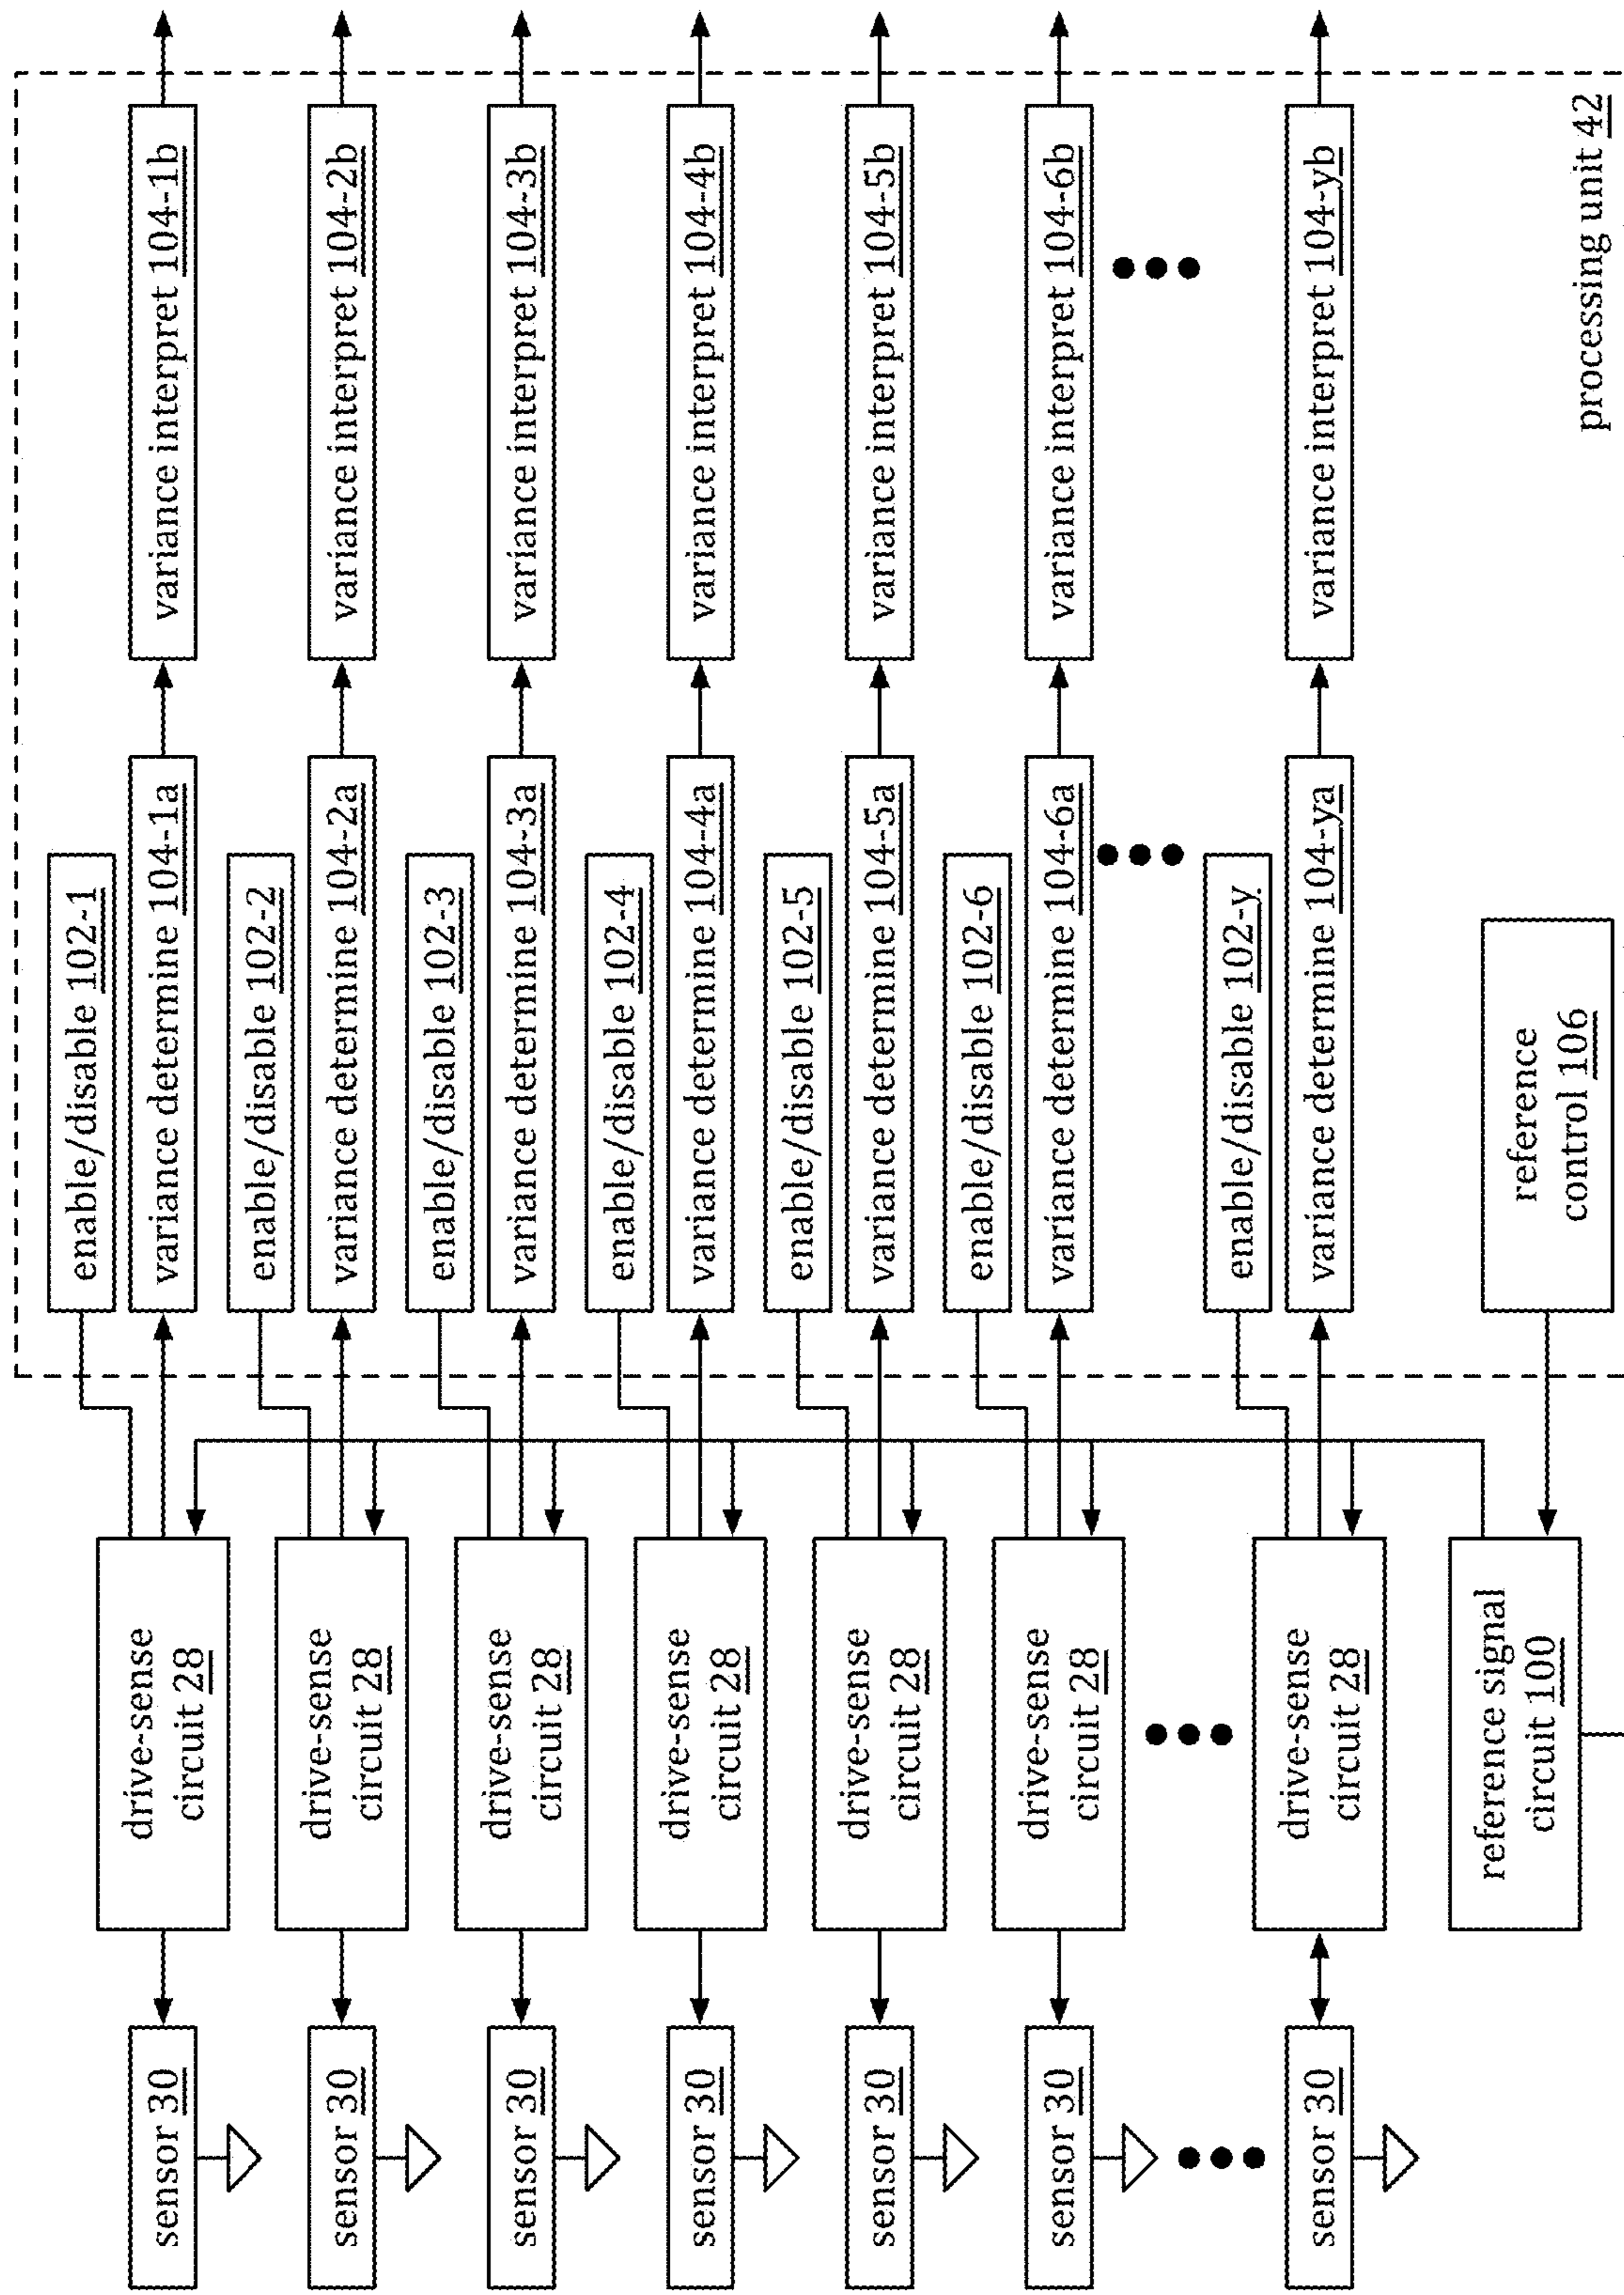 sensor 30
drive-sense
circuit 28
enable/disable 102-1
variance determine 104-1a
variance interpret 104-1b
sensor 30
drive-sense
circuit 28
enable/disable 102-2
variance determine 104-2a
variance interpret 104-2b
sensor 30
drive-sense
circuit 28
enable/disable 102-3
variance determine 104-3a
variance interpret 104-3b
sensor 30
drive-sense
circuit 28
enable/disable 102-4
variance determine 104-4a
variance interpret 104-4b
sensor 30
drive-sense
circuit 28
enable/disable 102-5
variance determine 104-5a
variance interpret 104-5b
sensor 30
drive-sense
circuit 28
enable/disable 102-6
variance determine 104-6a
variance interpret 104-6b
sensor 30
drive-sense
circuit 28
enable/disable 102-y
variance determine 104-ya
variance interpret 104-yb
reference signal
circuit 100
reference
control 106
processing unit 42